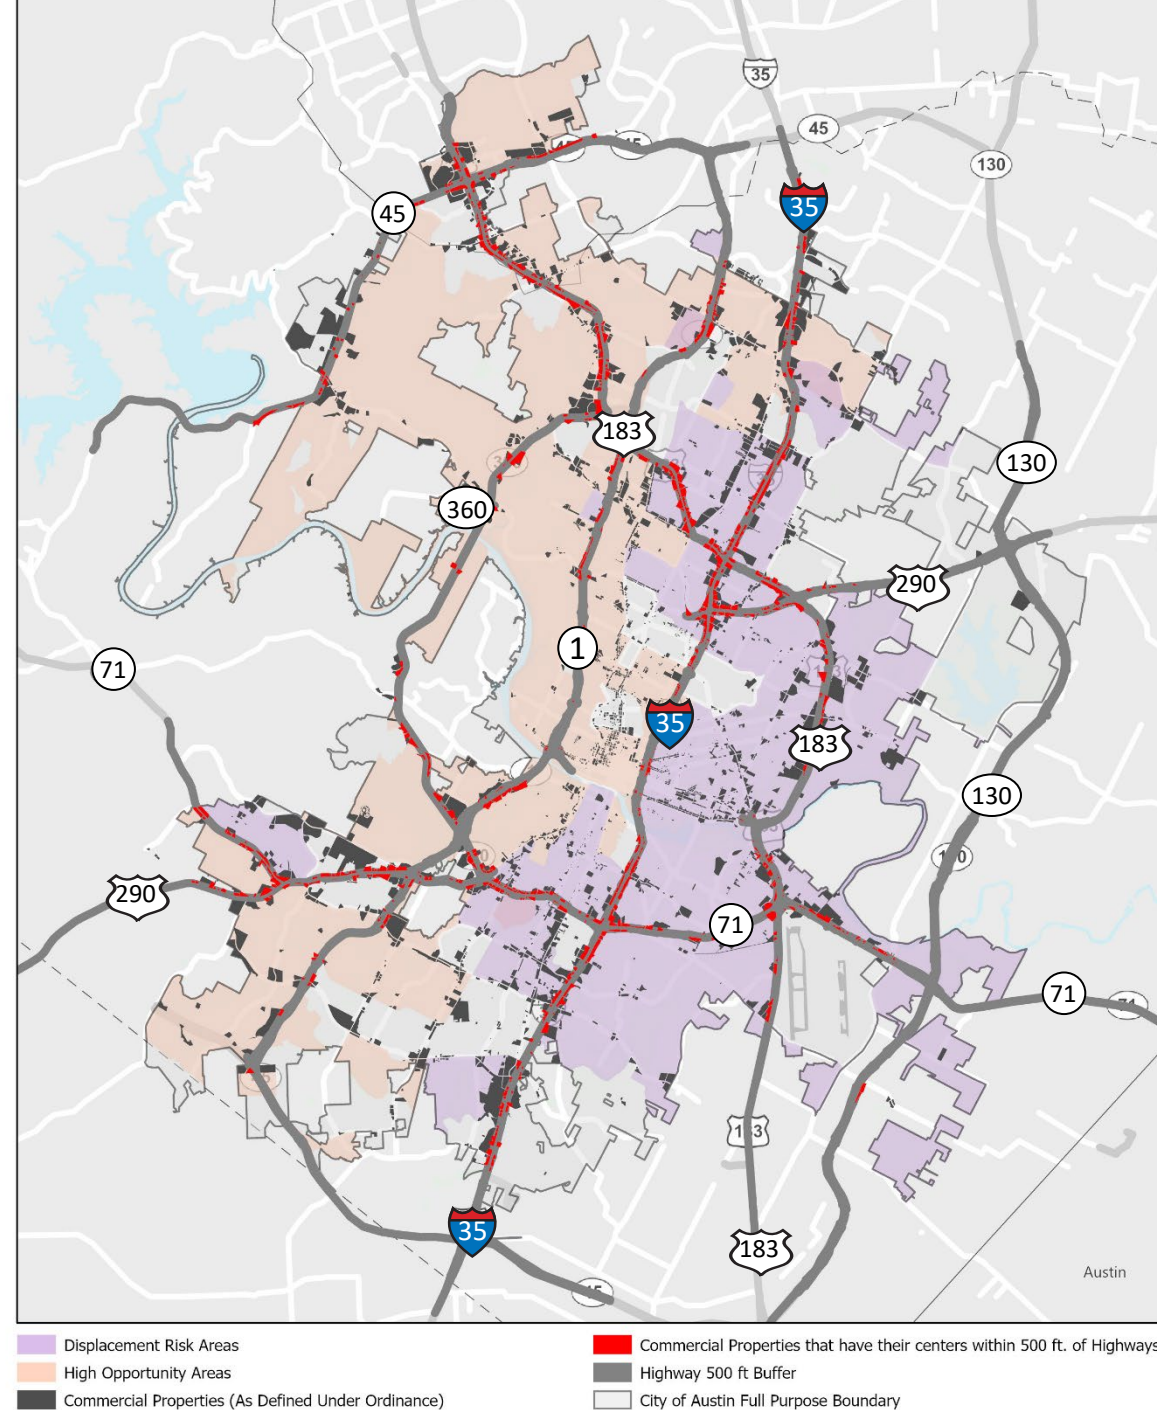 35
45
130
35
45
183
130
360
290
1
71
35
183
130
290
71
71
35
183
Austin
Displacement Risk Areas
High Opportunity Areas
Commercial Properties (As Defined Under Ordinance)
Commercial Properties that have their centers within 500 ft. of Highways
Highway 500 ft Buffer
City of Austin Full Purpose Boundary